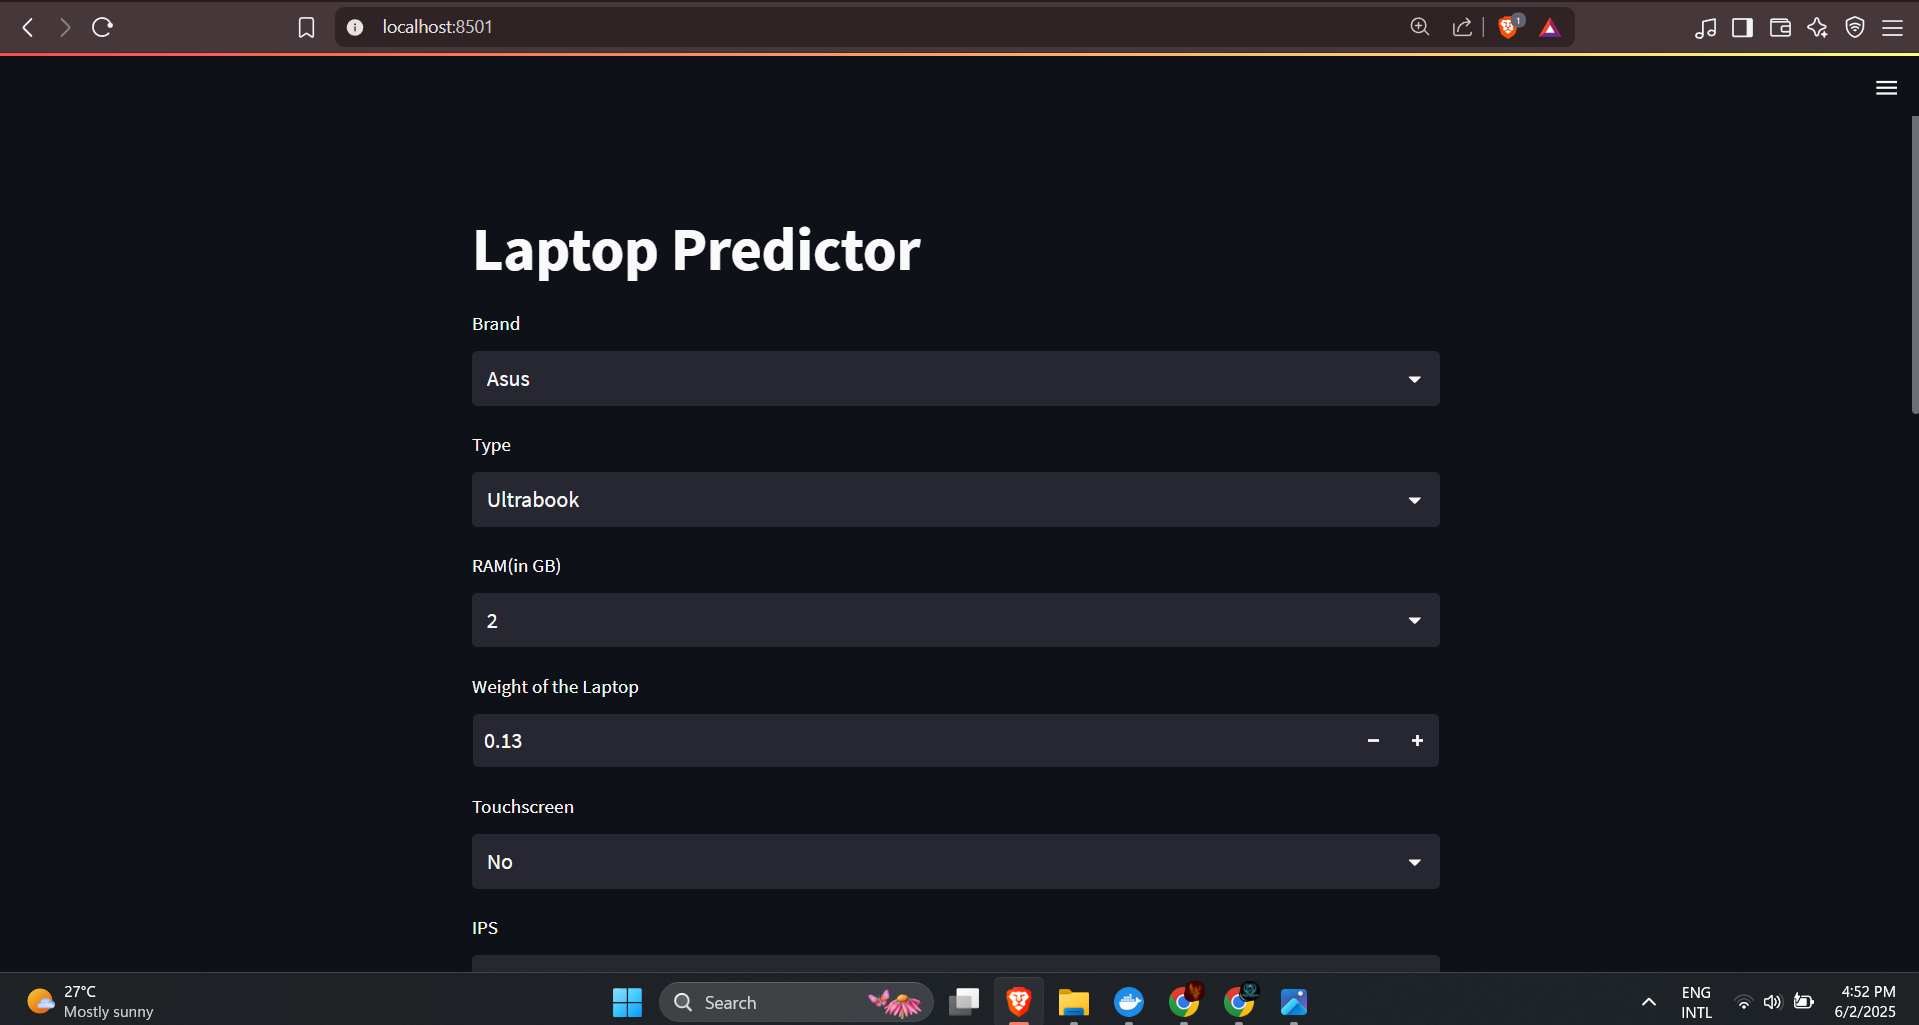 localhost:8501
1
Laptop Predictor
Brand
Asus
Type
Ultrabook
RAM(in GB)
2
Weight of the Laptop
0.13
Touchscreen
No
IPS
27°C
Mostly sunny
Search
ENG
INTL
4:52 PM
6/2/2025